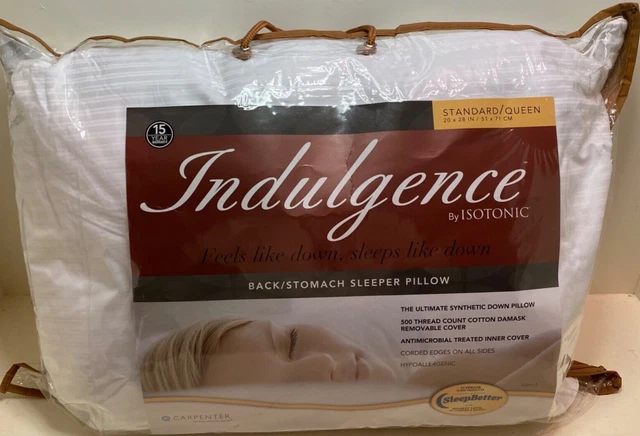 STANDARD/QUEEN
20 x 28 IN / 51 x 71 CM
15
YEAR
WARRANTY
Indulgence™
By ISOTONIC
Feels like down, sleeps like down
BACK/STOMACH SLEEPER PILLOW
THE ULTIMATE SYNTHETIC DOWN PILLOW
500 THREAD COUNT COTTON DAMASK
REMOVABLE COVER
ANTIMICROBIAL TREATED INNER COVER
CORDED EDGES ON ALL SIDES
HYPOALLERGENIC
SleepBetter
CARPENTER